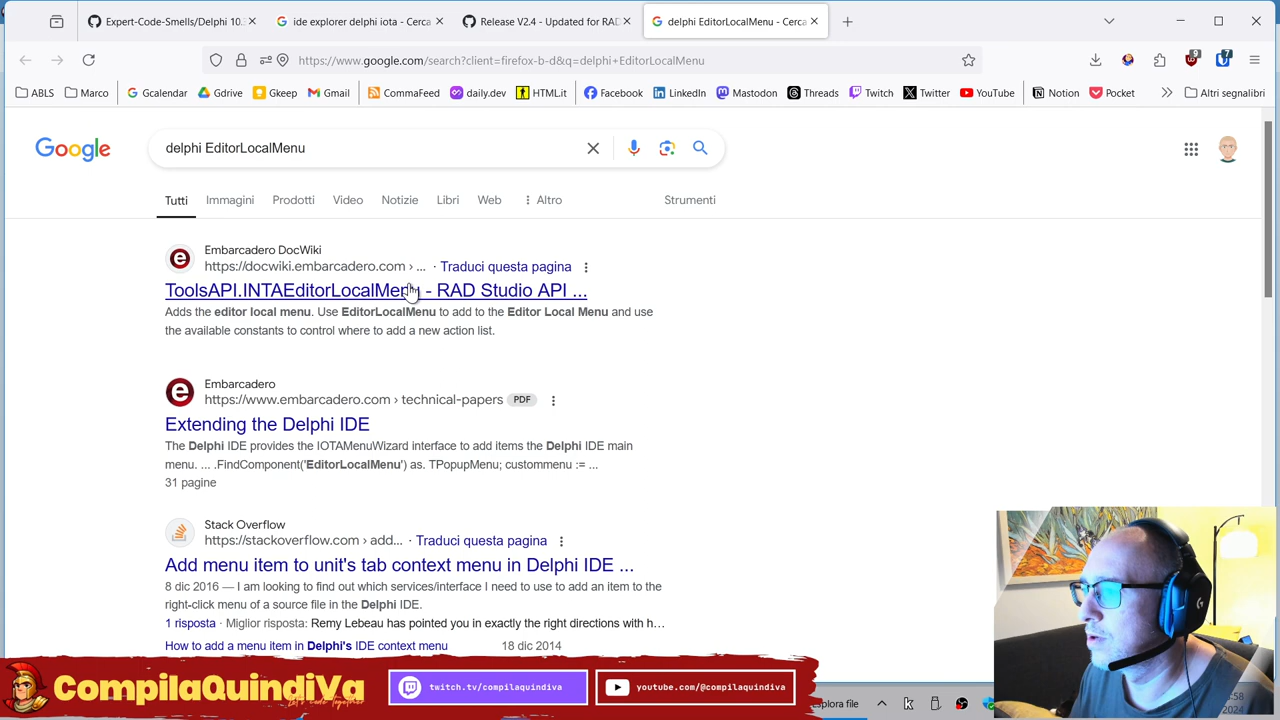 Expert-Code-Smells/Delphi 10.
ide explorer delphi iota - Cerca
Release V2.4 - Updated for RAD
delphi EditorLocalMenu - Cerca
https://www.google.com/search?client=firefox-b-d&q=delphi+EditorLocalMenu
9
7
ABLS
Marco
Gcalendar
Gdrive
Gkeep
Gmail
CommaFeed
daily.dev
HTML.it
Facebook
LinkedIn
Mastodon
Threads
Twitch
Twitter
YouTube
Notion
Pocket
Altri segnalibri
Google
delphi EditorLocalMenu
Tutti
Immagini
Prodotti
Video
Notizie
Libri
Web
Altro
Strumenti
Embarcadero DocWiki
https://docwiki.embarcadero.com › ... · Traduci questa pagina
ToolsAPI.INTAEditorLocalMenu - RAD Studio API ...
Adds the editor local menu. Use EditorLocalMenu to add to the Editor Local Menu and use
the available constants to control where to add a new action list.
Embarcadero
https://www.embarcadero.com › technical-papers PDF
Extending the Delphi IDE
The Delphi IDE provides the IOTAMenuWizard interface to add items the Delphi IDE main
menu. ... .FindComponent('EditorLocalMenu') as. TPopupMenu; custommenu := ...
31 pagine
Stack Overflow
https://stackoverflow.com › add... · Traduci questa pagina
Add menu item to unit's tab context menu in Delphi IDE ...
8 dic 2016 — I am looking to find out which services/interface I need to use to add an item to the
right-click menu of a source file in the Delphi IDE.
1 risposta · Miglior risposta: Remy Lebeau has pointed you in exactly the right directions with h...
How to add a menu item in Delphi's IDE context menu 18 dic 2014
CompilaQuindiVa
Let's Code Together
twitch.tv/compilaquindiva
youtube.com/@compilaquindiva
plora file
:58
2024